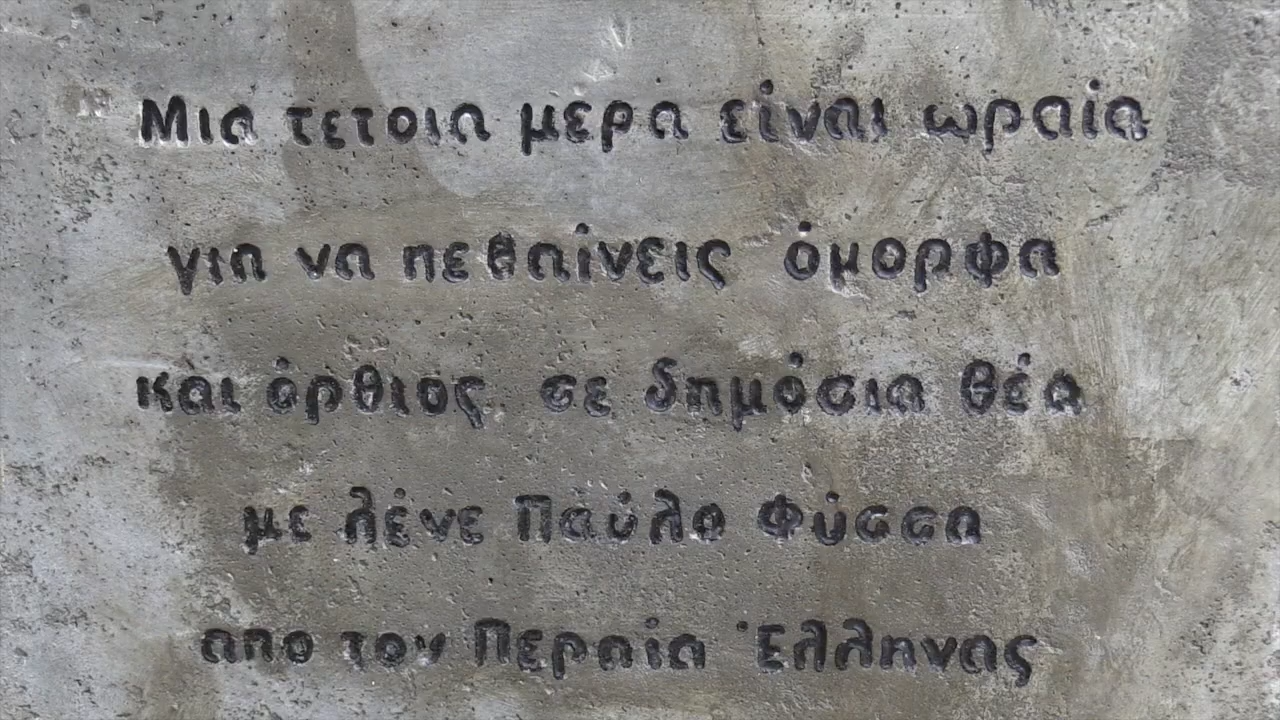 Μια τετοια μερα είναι ωραία
για να πεθαίνεις όμορφα
και όρθιος σε δημόσια θέα
με λένε Παύλο Φύσσα
απο τον Περαία Έλληνας